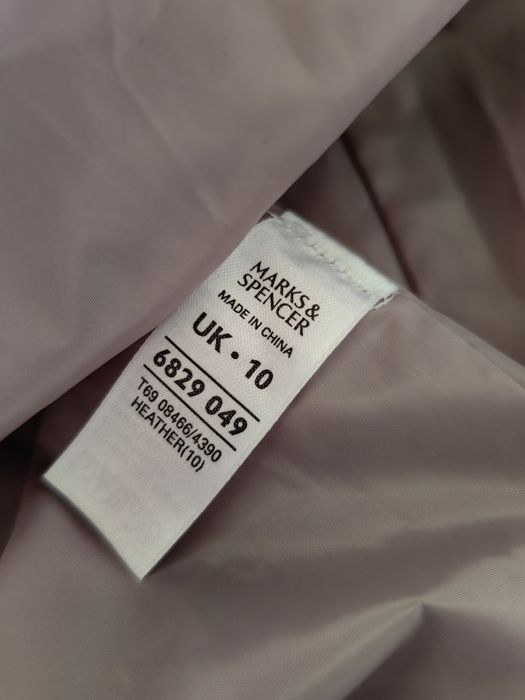 MARKS &
SPENCER
MADE IN CHINA
UK • 10
6829 049
T69 08466/4390
HEATHER(10)